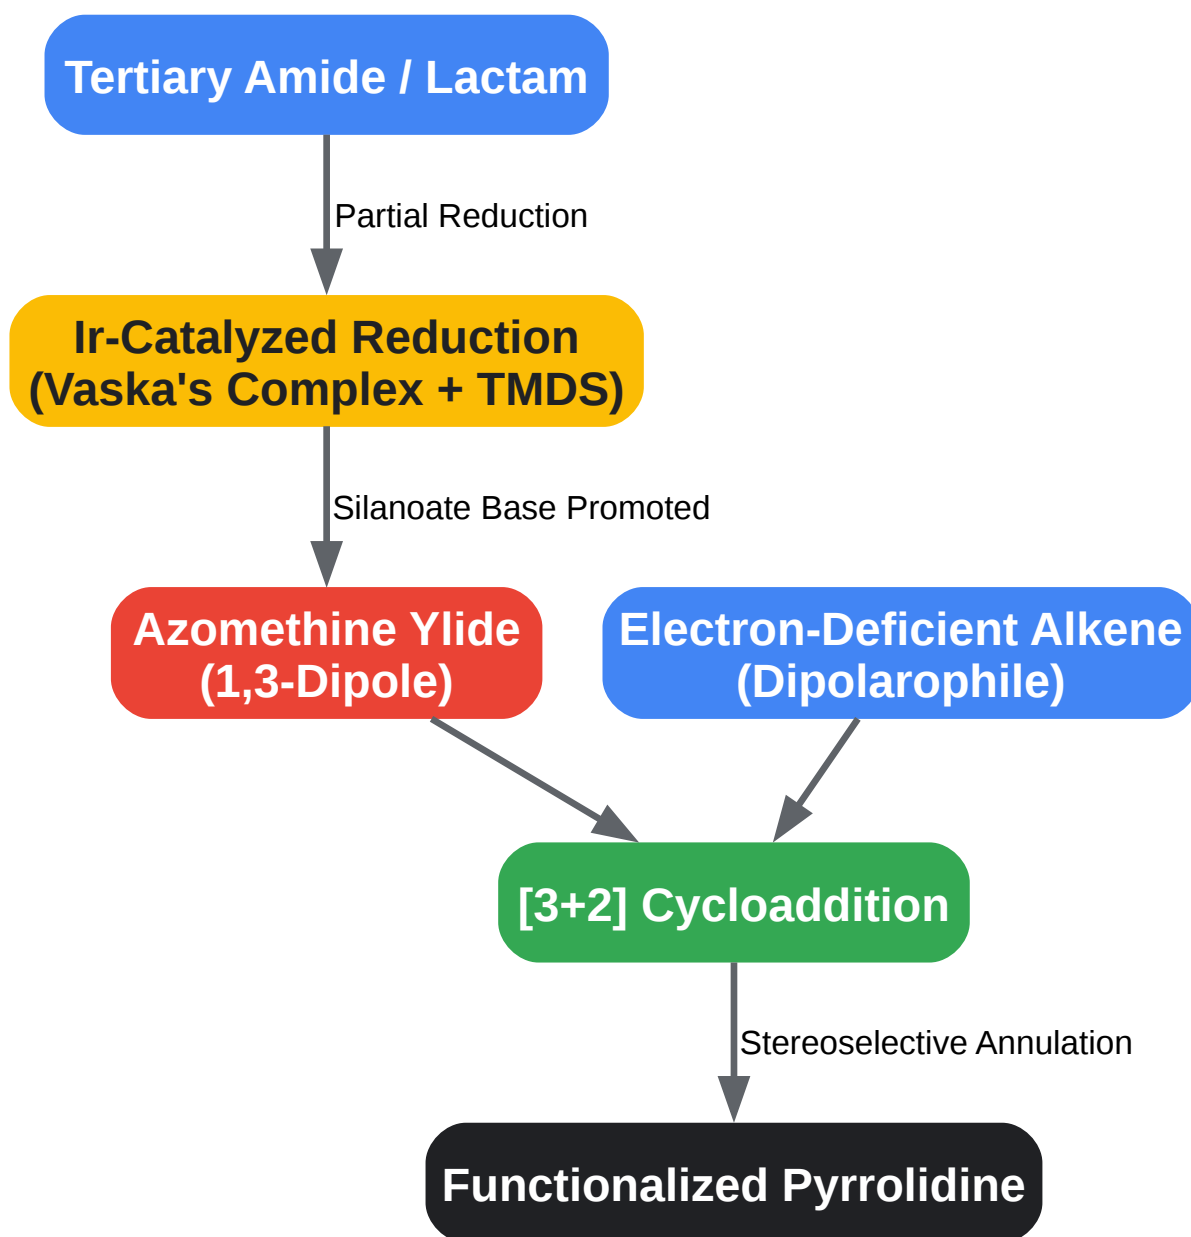 Tertiary Amide / Lactam
Partial Reduction
Ir-Catalyzed Reduction
(Vaska's Complex + TMDS)
Silanoate Base Promoted
Azomethine Ylide
(1,3-Dipole)
Electron-Deficient Alkene
(Dipolarophile)
[3+2] Cycloaddition
Stereoselective Annulation
Functionalized Pyrrolidine